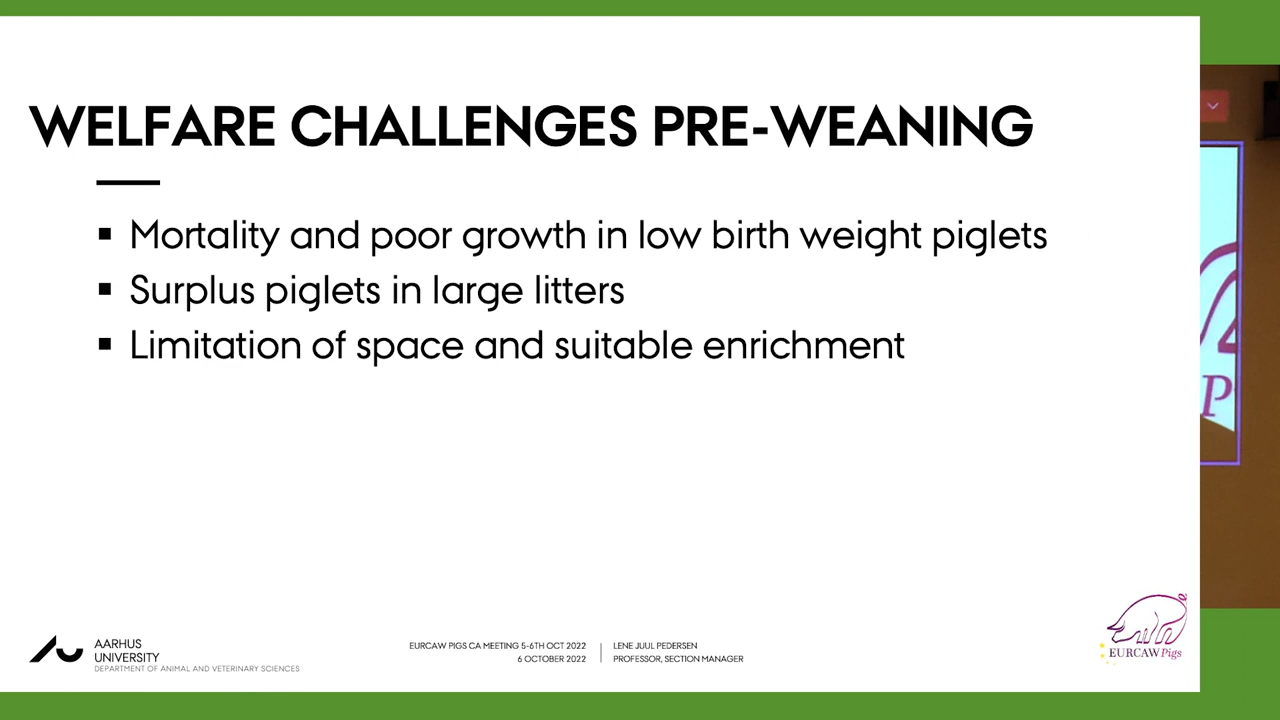 WELFARE CHALLENGES PRE-WEANING
Mortality and poor growth in low birth weight piglets
Surplus piglets in large litters
Limitation of space and suitable enrichment
AARHUS
UNIVERSITY
DEPARTMENT OF ANIMAL AND VETERINARY SCIENCES
EURCAW PIGS CA MEETING 5-6TH OCT 2022
6 OCTOBER 2022
LENE JUUL PEDERSEN
PROFESSOR, SECTION MANAGER
EURCAW Pigs
P